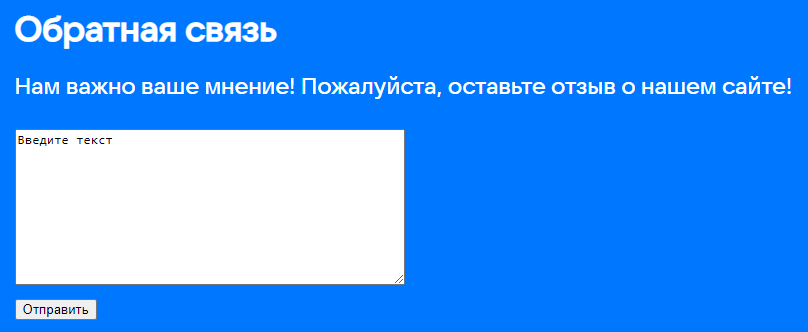 Обратная связь
Нам важно ваше мнение! Пожалуйста, оставьте отзыв о нашем сайте!
Введите текст
Отправить